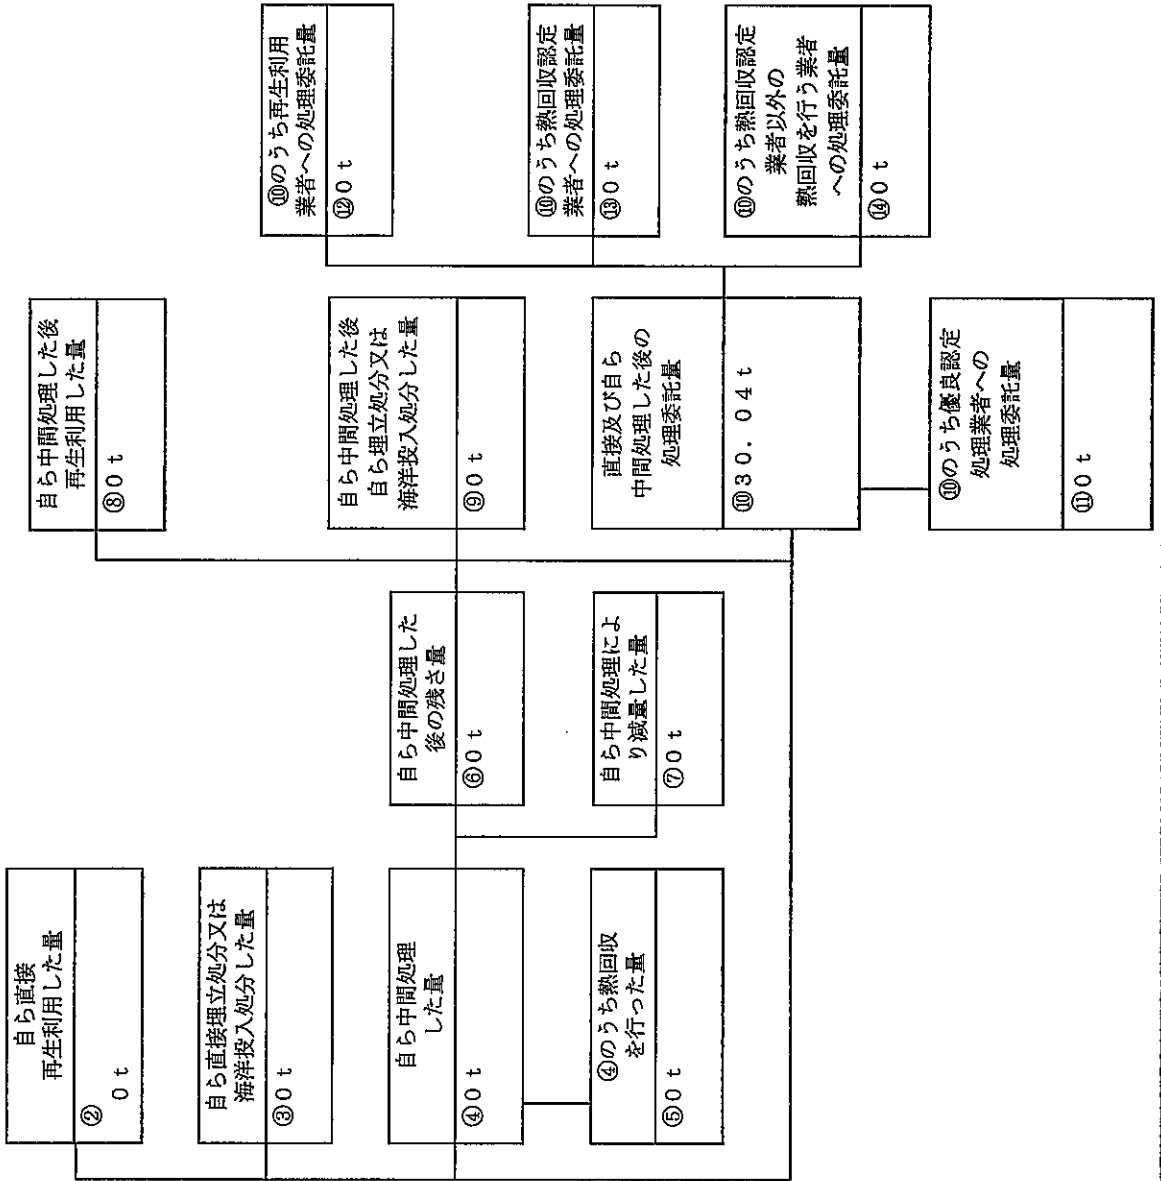 自ら直接
再生利用した量
②
0 t
自ら直接埋立処分又は
海洋投入処分した量
③0 t
自ら中間処理
した量
④0 t
④のうち熱回収
を行った量
⑤0 t
自ら中間処理した
後の残さ量
⑥0 t
自ら中間処理によ
り減量した量
⑦0 t
自ら中間処理した後
再生利用した量
⑧0 t
自ら中間処理した後
自ら埋立処分又は
海洋投入処分した量
⑨0 t
直接及び自ら
中間処理した後の
処理委託量
⑩30.04t
⑩のうち優良認定
処理業者への
処理委託量
⑪0 t
⑩のうち再生利用
業者への処理委託量
⑫0 t
⑩のうち熱回収認定
業者への処理委託量
⑬0 t
⑩のうち熱回収認定
業者以外の
熱回収を行う業者
への処理委託量
⑭0 t